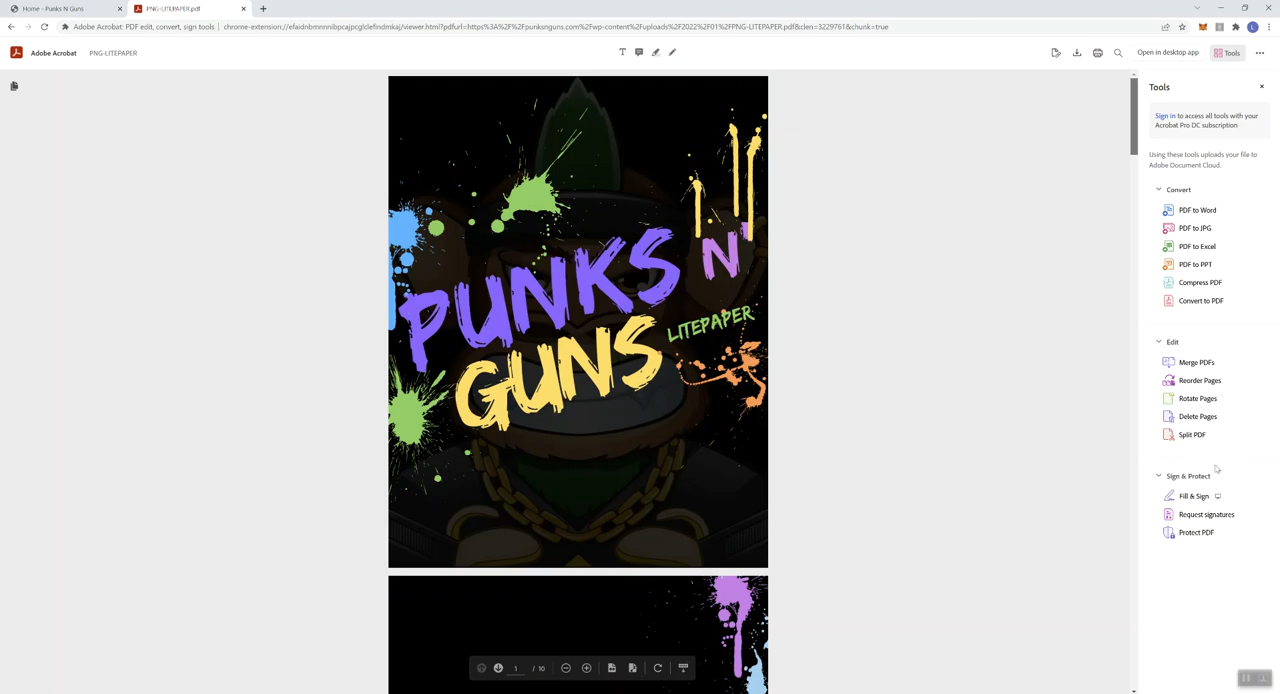 Home - Punks N Guns
PNG-LITEPAPER.pdf
Adobe Acrobat: PDF edit, convert, sign tools
chrome-extension://efaidnbmnnnibpcajpcglclefindmkaj/viewer.html?pdfurl=https%3A%2F%2Fpunksnguns.com%2Fwp-content%2Fuploads%2F2022%2F01%2FPNG-LITEPAPER.pdf&clen=3229761&chunk=true
L
Adobe Acrobat
PNG-LITEPAPER
Open in desktop app
Tools
PUNKS N'
GUNS
LITEPAPER
1 / 10
Tools
Sign in to access all tools with your
Acrobat Pro DC subscription
Using these tools uploads your file to
Adobe Document Cloud.
Convert
PDF to Word
PDF to JPG
PDF to Excel
PDF to PPT
Compress PDF
Convert to PDF
Edit
Merge PDFs
Reorder Pages
Rotate Pages
Delete Pages
Split PDF
Sign & Protect
Fill & Sign
Request signatures
Protect PDF